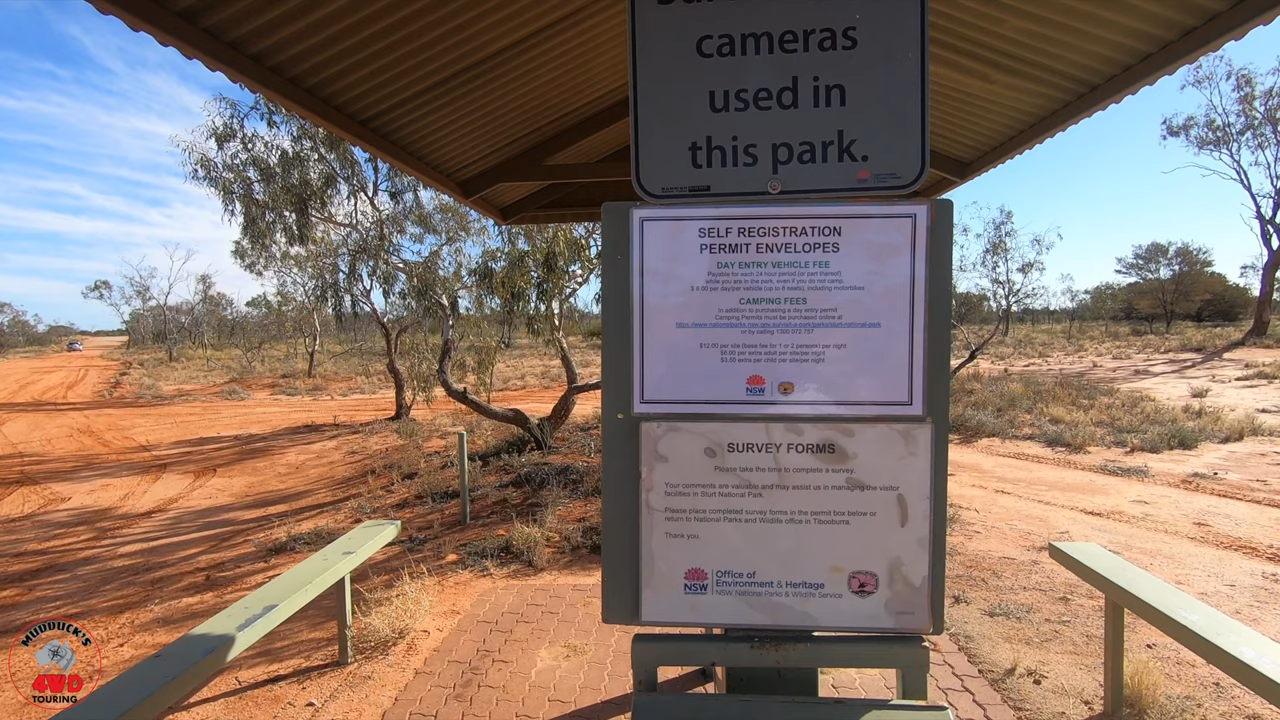 cameras
used in
this park.
SELF REGISTRATION
PERMIT ENVELOPES
DAY ENTRY VEHICLE FEE
Payable for each 24 hour period (or part thereof)
while you are in the park, even if you do not camp.
$ 6.00 per day/per vehicle (up to 8 seats), including motorbikes
CAMPING FEES
In addition to purchasing a day entry permit
Camping Permits must be purchased online at
https://www.nationalparks.nsw.gov.au/visit-a-park/parks/sturt-national-park
or by calling 1300 072 757
$12.00 per site (base fee for 1 or 2 persons) per night
$6.00 per extra adult per site/per night
$3.50 extra per child per site/per night
NSW
SURVEY FORMS
Please take the time to complete a survey.
Your comments are valuable and may assist us in managing the visitor
facilities in Sturt National Park.
Please place completed survey forms in the permit box below or
return to National Parks and Wildlife office in Tibooburra.
Thank you.
NSW
Office of
Environment & Heritage
NSW National Parks & Wildlife Service
MUDDUCK'S
4WD
TOURING